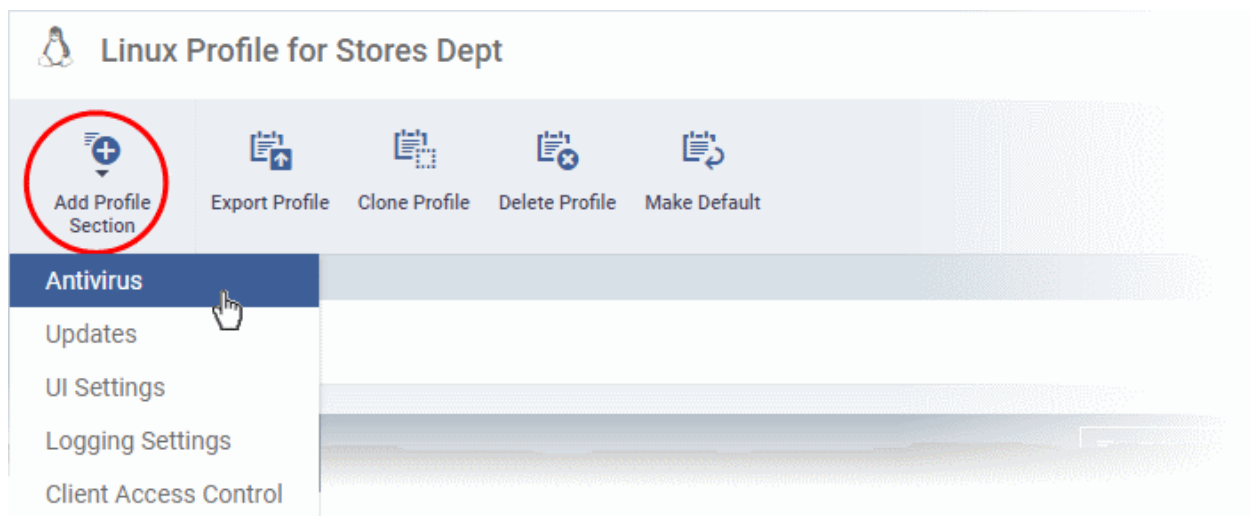 Linux Profile for Stores Dept
Add Profile
Section
Export Profile
Clone Profile
Delete Profile
Make Default
Antivirus
Updates
UI Settings
Logging Settings
Client Access Control